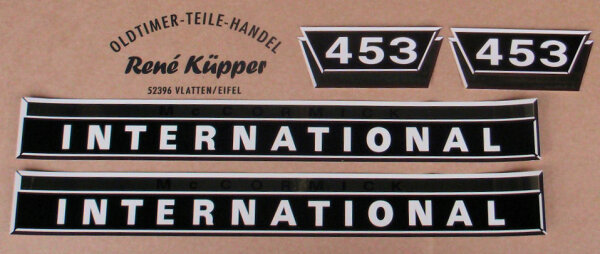 OLDTIMER-TEILE-HANDEL
René Küpper
52396 VLATTEN/EIFEL
453
453
McCORMICK
INTERNATIONAL
McCORMICK
INTERNATIONAL